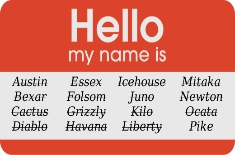 Hello
my name is
Austin Essex Icehouse Mitaka
Bexar Folsom Juno Newton
Cactus Grizzly Kilo Ocata
Diablo Havana Liberty Pike